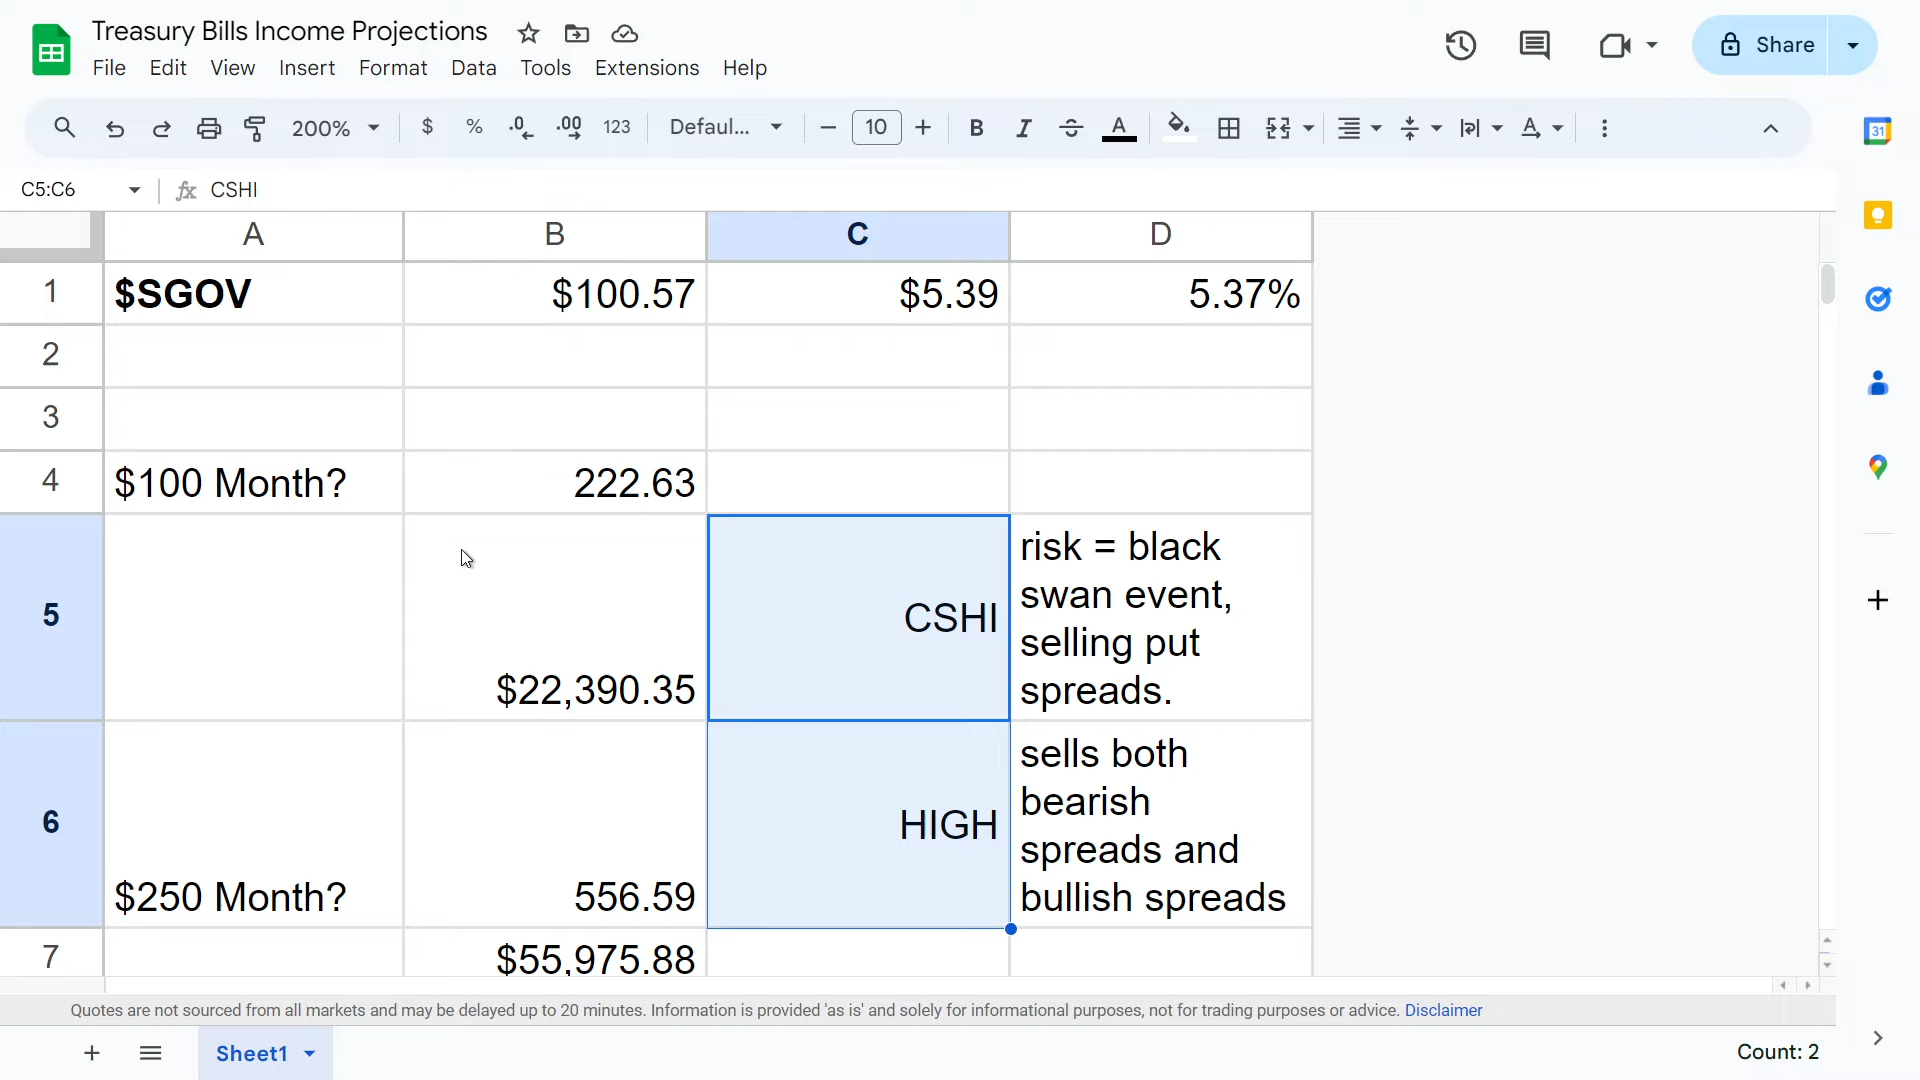 Treasury Bills Income Projections
File Edit View Insert Format Data Tools Extensions Help
Share
200% $ % .0 .00 123 Defaul... 10 B I A
31
C5:C6 fx CSHI
A B C D
1 $SGOV $100.57 $5.39 5.37%
2
3
4 $100 Month? 222.63
5 $22,390.35 CSHI
risk = black
swan event,
selling put
spreads.
6 $250 Month? 556.59 HIGH
sells both
bearish
spreads and
bullish spreads
7 $55,975.88
Quotes are not sourced from all markets and may be delayed up to 20 minutes. Information is provided 'as is' and solely for informational purposes, not for trading purposes or advice. Disclaimer
Sheet1
Count: 2